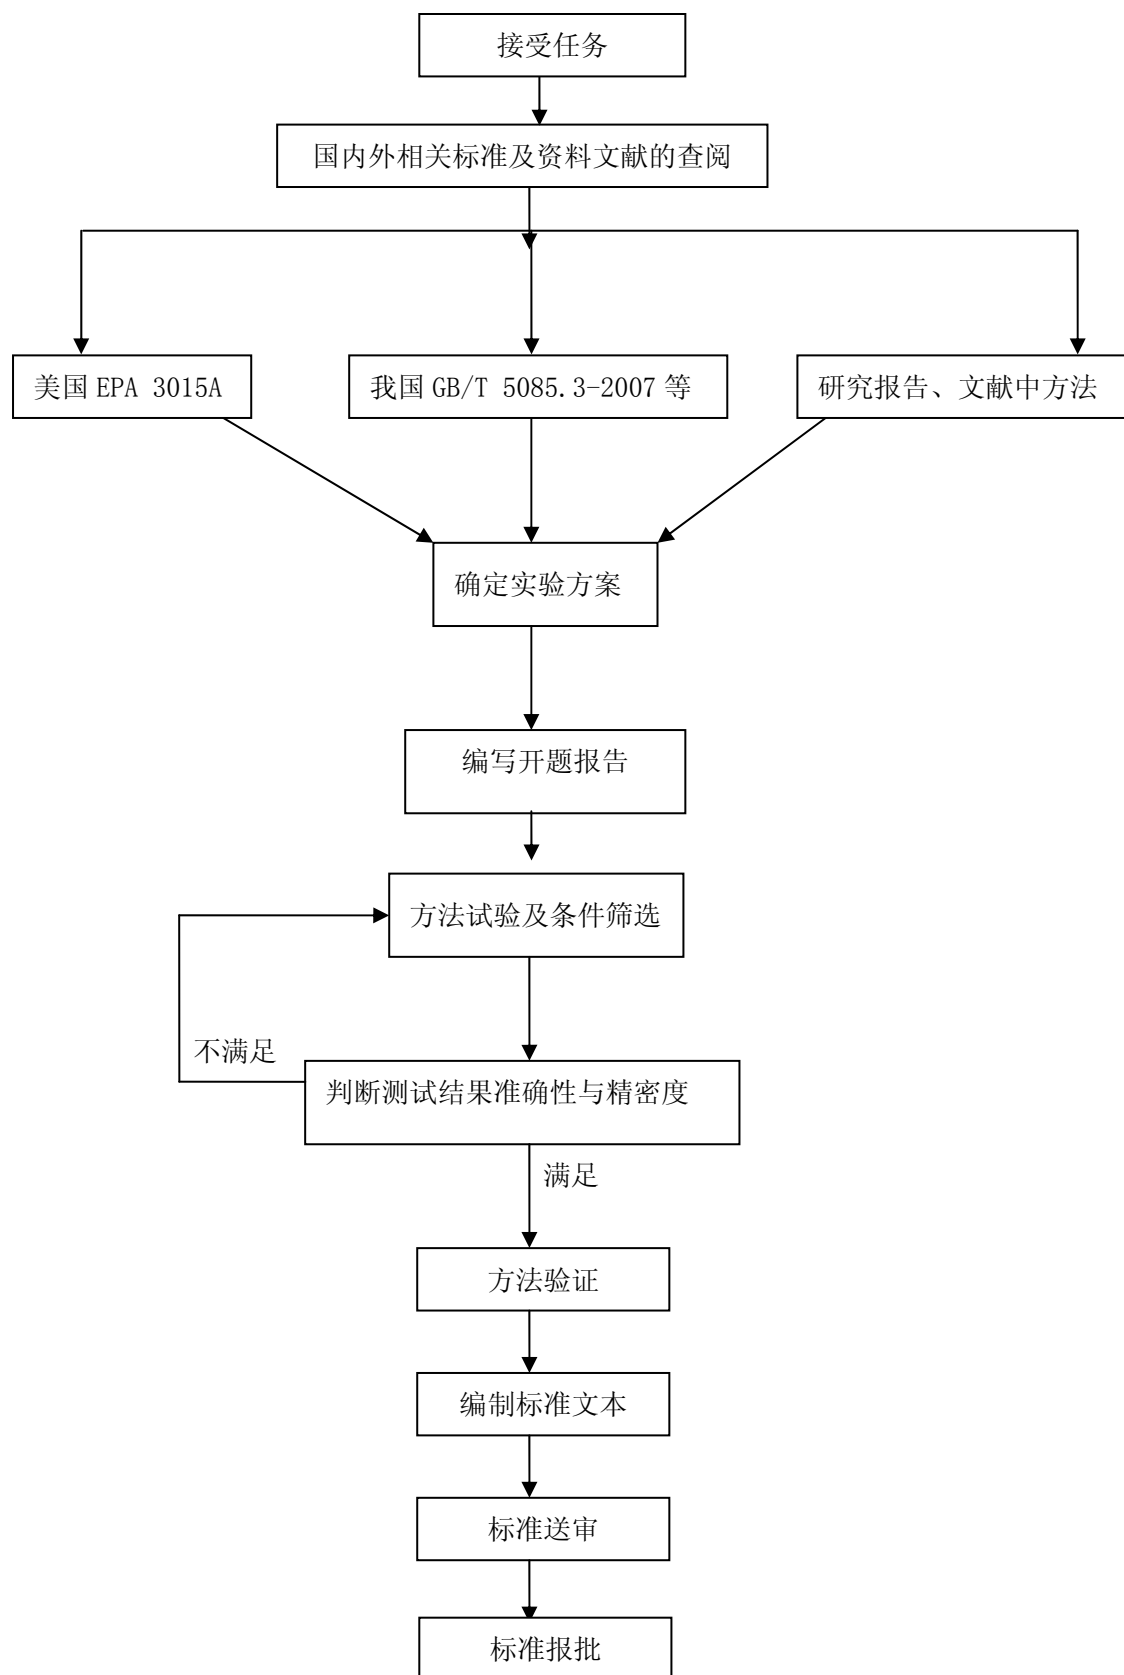 接受任务
国内外相关标准及资料文献的查阅
美国 EPA 3015A
我国 GB/T 5085.3-2007 等
研究报告、文献中方法
确定实验方案
编写开题报告
方法试验及条件筛选
不满足
判断测试结果准确性与精密度
满足
方法验证
编制标准文本
标准送审
标准报批